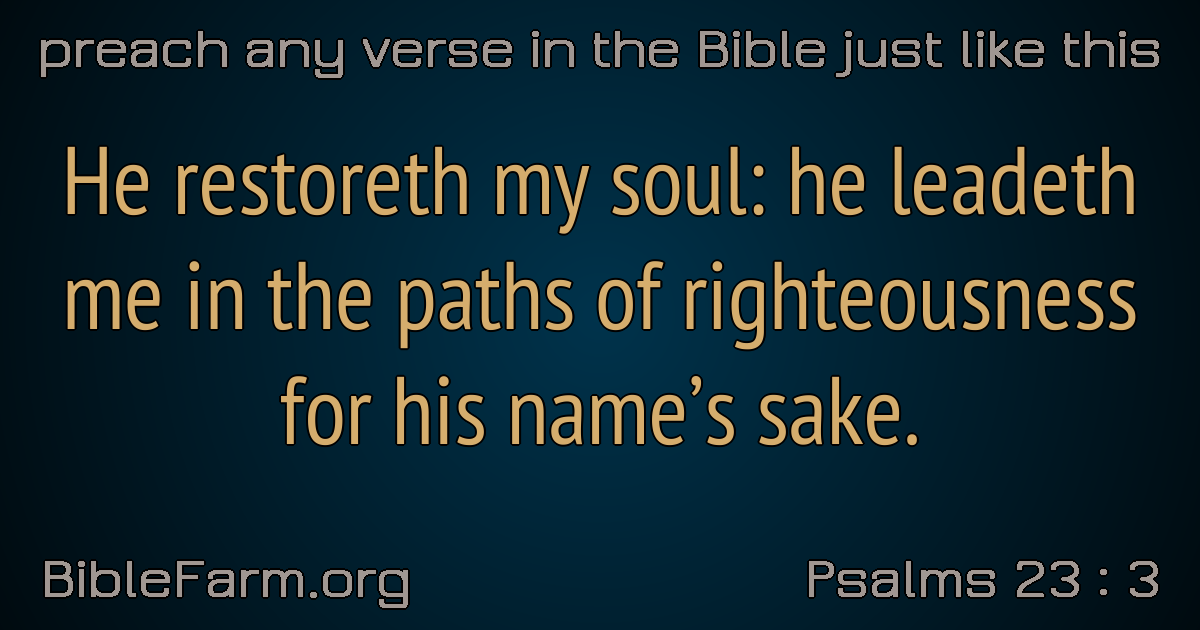 preach any verse in the Bible just like this
He restoreth my soul: he leadeth
me in the paths of righteousness
for his name’s sake.
BibleFarm.org
Psalms 23 : 3